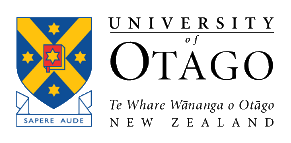 UNIVERSITY
of
OTAGO
Te Whare Wānanga o Otāgo
NEW ZEALAND
SAPERE AUDE